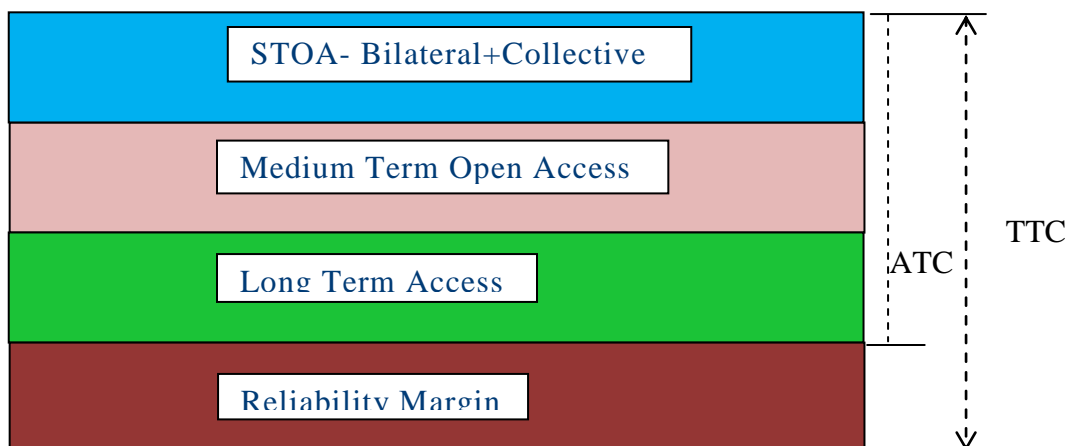 STOA- Bilateral+Collective
Medium Term Open Access
TTC
ATC
Long Term Access
Reliability Margin